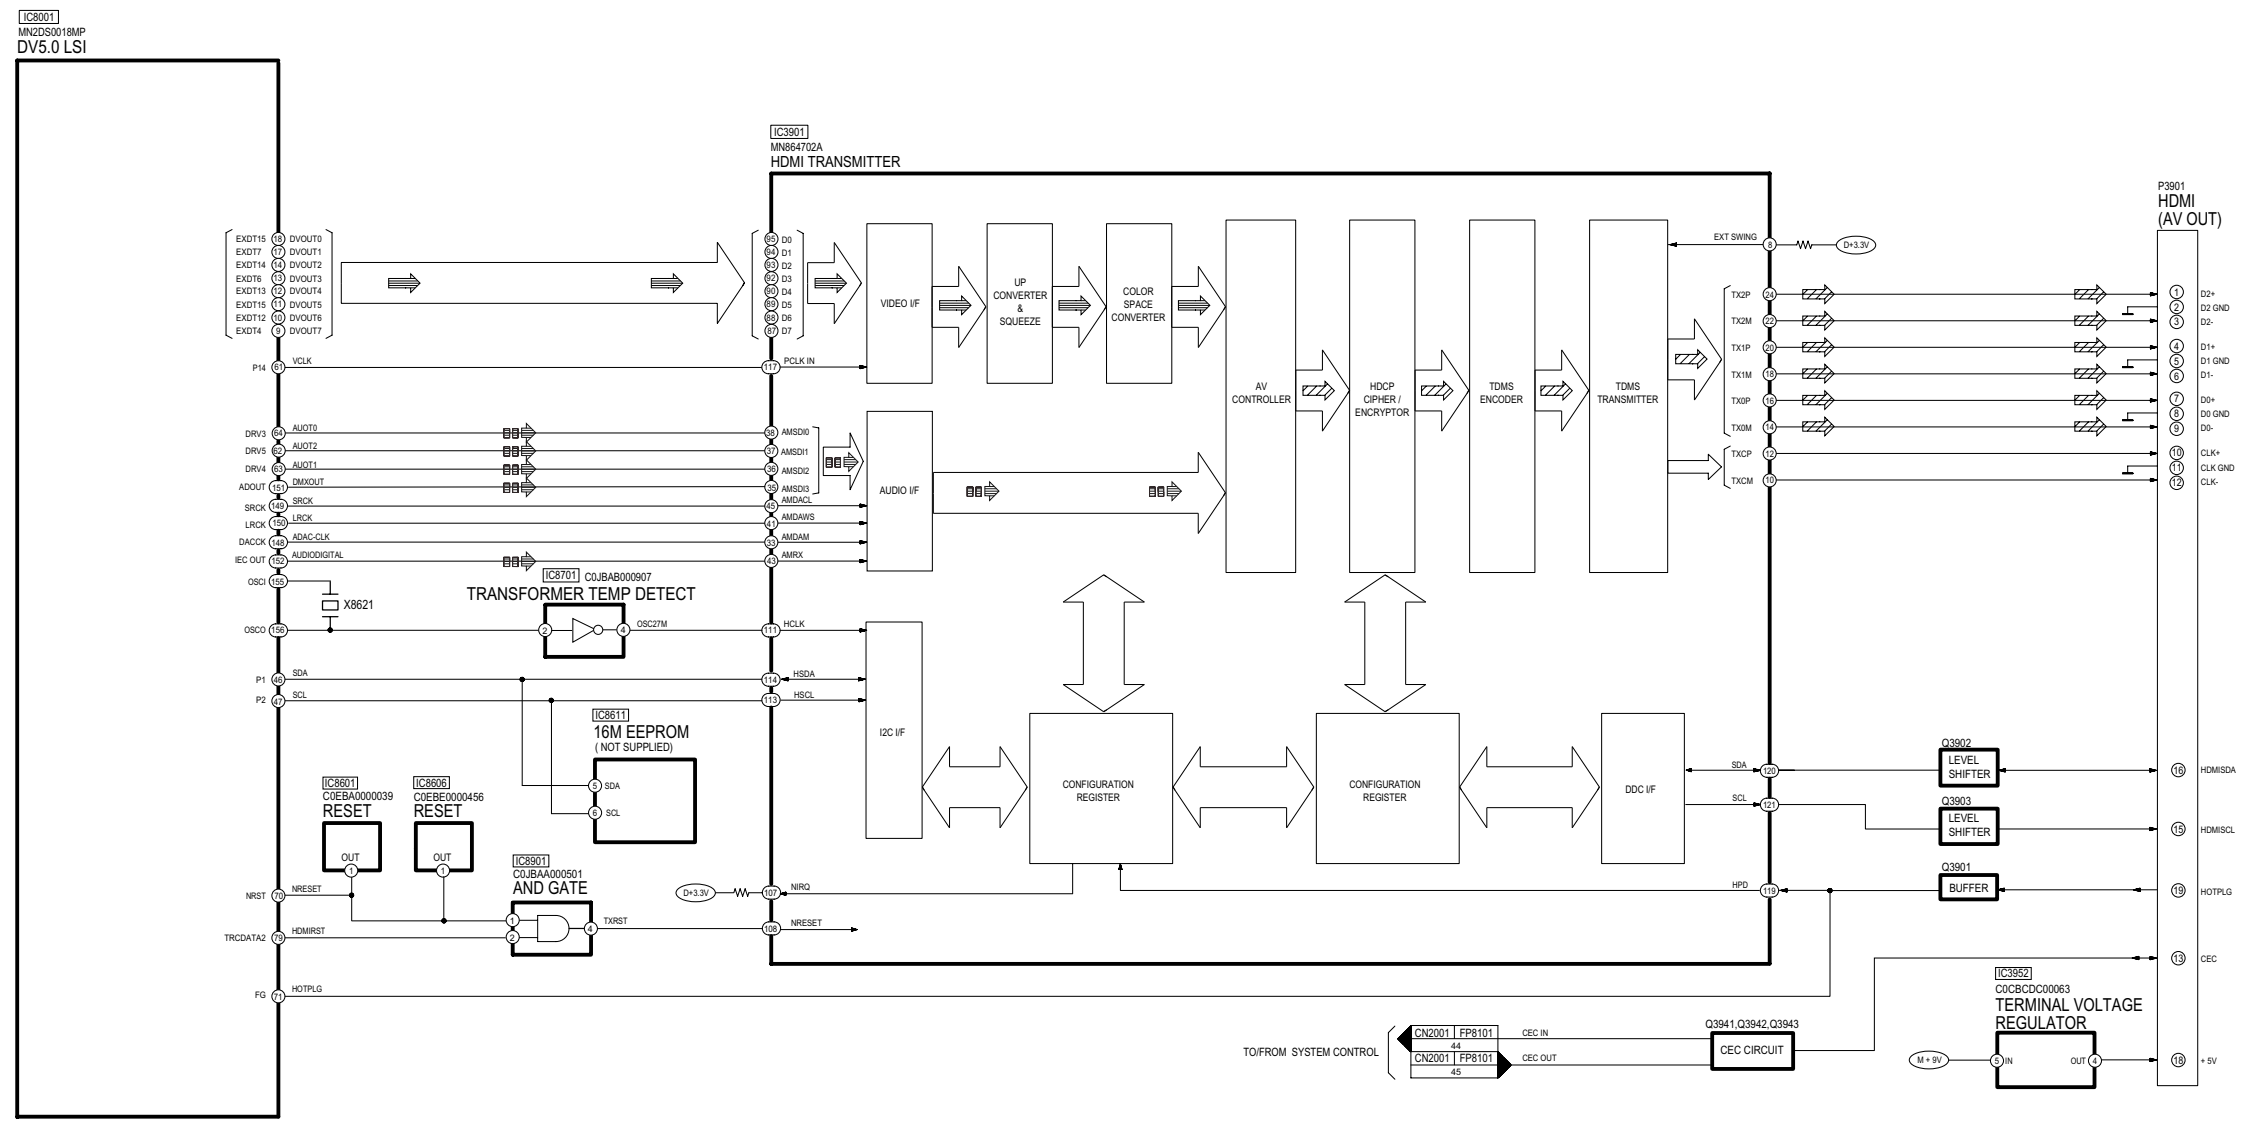 IC8001
MN2DS0018MP
DV5.0 LSI
EXDT15 18 DVOUT0
EXDT7 17 DVOUT1
EXDT14 14 DVOUT2
EXDT6 13 DVOUT3
EXDT13 12 DVOUT4
EXDT15 11 DVOUT5
EXDT12 10 DVOUT6
EXDT4 9 DVOUT7
P14 61 VCLK
DRV3 64 AUOT0
DRV5 62 AUOT2
DRV4 63 AUOT1
ADOUT 151 DMXOUT
SRCK 149 SRCK
LRCK 150 LRCK
DACCK 148 ADAC-CLK
IEC OUT 152 AUDIODIGITAL
OSCI 155
X8621
OSCO 156
P1 46 SDA
P2 47 SCL
NRST 70 NRESET
TRCDATA2 79 HDMIRST
FG 71 HOTPLG
IC8701 C0JBAB000907
TRANSFORMER TEMP DETECT
2 4 OSC27M
IC8611
16M EEPROM
( NOT SUPPLIED)
5 SDA
6 SCL
IC8601
C0EBA0000039
RESET
OUT
1
IC8606
C0EBE0000456
RESET
OUT
1
IC8901
C0JBAA000501
AND GATE
1
2
4 TXRST
D+3.3V
IC3901
MN864702A
HDMI TRANSMITTER
95 D0
94 D1
93 D2
92 D3
90 D4
89 D5
88 D6
87 D7
117 PCLK IN
38 AMSDI0
37 AMSDI1
36 AMSDI2
35 AMSDI3
45 AMDACL
41 AMDAWS
33 AMDAM
43 AMRX
111 HCLK
114 HSDA
113 HSCL
107 NIRQ
108 NRESET
VIDEO I/F
UP
CONVERTER
&
SQUEEZE
COLOR
SPACE
CONVERTER
AUDIO I/F
AV
CONTROLLER
HDCP
CIPHER /
ENCRYPTOR
TDMS
ENCODER
TDMS
TRANSMITTER
I2C I/F
CONFIGURATION
REGISTER
CONFIGURATION
REGISTER
DDC I/F
EXT SWING 8
D+3.3V
TX2P 24
TX2M 22
TX1P 20
TX1M 18
TX0P 16
TX0M 14
TXCP 12
TXCM 10
SDA 120
SCL 121
HPD 119
Q3902
LEVEL
SHIFTER
Q3903
LEVEL
SHIFTER
Q3901
BUFFER
TO/FROM SYSTEM CONTROL
CN2001 FP8101
44
CEC IN
CN2001 FP8101
45
CEC OUT
Q3941,Q3942,Q3943
CEC CIRCUIT
IC3952
C0CBCDC00063
TERMINAL VOLTAGE
REGULATOR
M + 9V
5 IN
OUT 4
P3901
HDMI
(AV OUT)
1 D2+
2 D2 GND
3 D2-
4 D1+
5 D1 GND
6 D1-
7 D0+
8 D0 GND
9 D0-
10 CLK+
11 CLK GND
12 CLK-
16 HDMISDA
15 HDMISCL
19 HOTPLG
13 CEC
18 + 5V